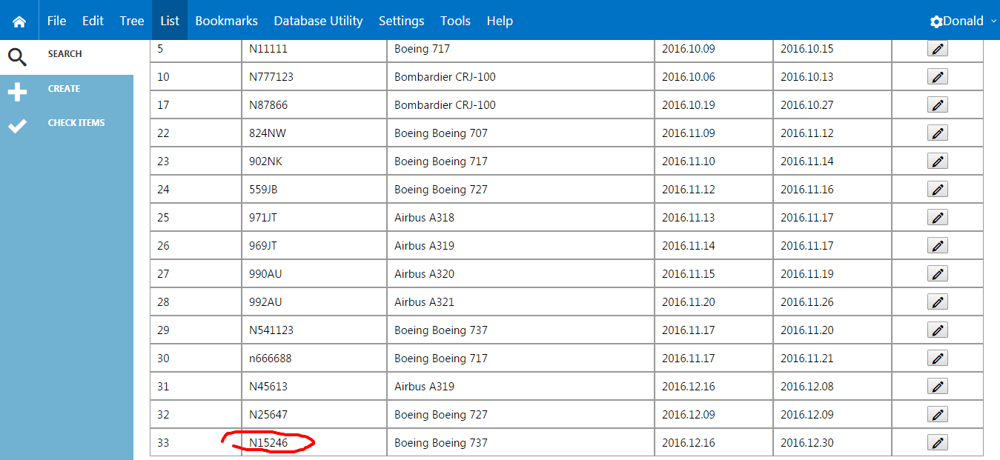 File Edit Tree List Bookmarks Database Utility Settings Tools Help Donald
SEARCH
CREATE
CHECK ITEMS
5 N11111 Boeing 717 2016.10.09 2016.10.15
10 N777123 Bombardier CRJ-100 2016.10.06 2016.10.13
17 N87866 Bombardier CRJ-100 2016.10.19 2016.10.27
22 824NW Boeing Boeing 707 2016.11.09 2016.11.12
23 902NK Boeing Boeing 717 2016.11.10 2016.11.14
24 559JB Boeing Boeing 727 2016.11.12 2016.11.16
25 971JT Airbus A318 2016.11.13 2016.11.17
26 969JT Airbus A319 2016.11.14 2016.11.17
27 990AU Airbus A320 2016.11.15 2016.11.19
28 992AU Airbus A321 2016.11.20 2016.11.26
29 N541123 Boeing Boeing 737 2016.11.17 2016.11.20
30 n666688 Boeing Boeing 717 2016.11.17 2016.11.21
31 N45613 Airbus A319 2016.12.16 2016.12.08
32 N25647 Boeing Boeing 727 2016.12.09 2016.12.09
33 N15246 Boeing Boeing 737 2016.12.16 2016.12.30